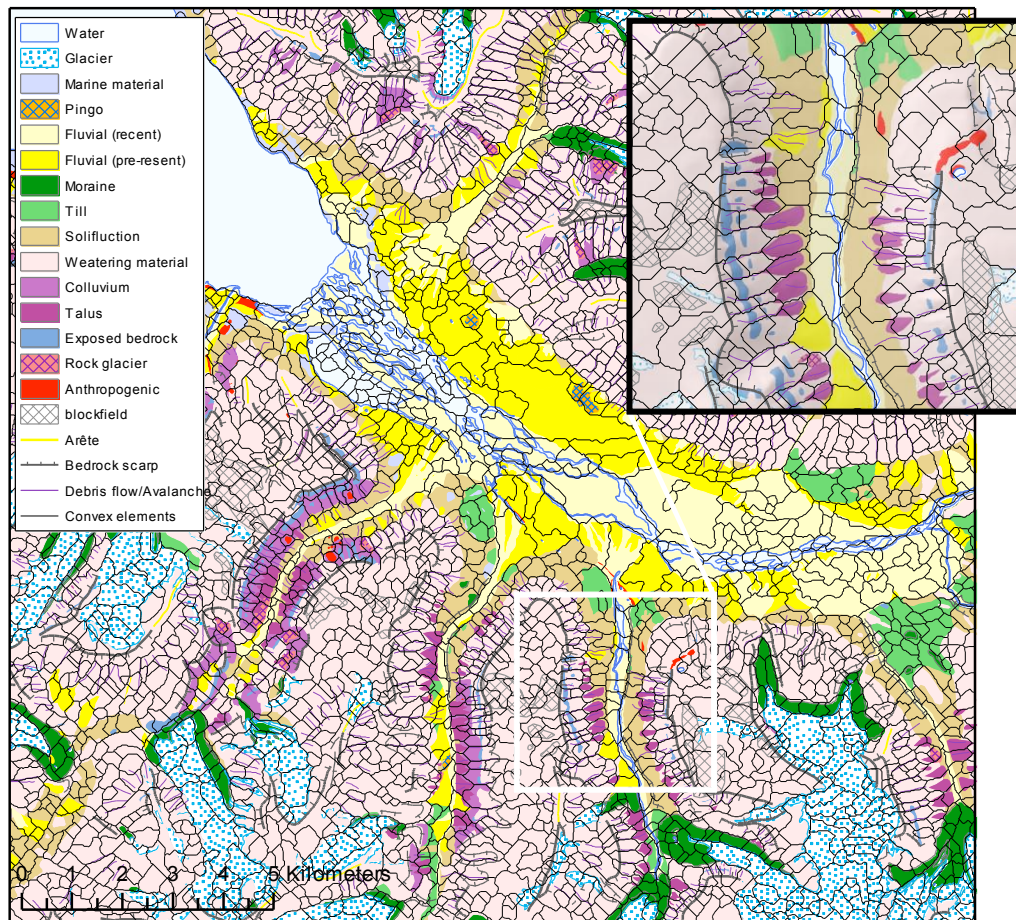 Water
Glacier
Marine material
Pingo
Fluvial (recent)
Fluvial (pre-resent)
Moraine
Till
Solifluction
Weatering material
Colluvium
Talus
Exposed bedrock
Rock glacier
Anthropogenic
blockfield
Arête
Bedrock scarp
Debris flow/Avalanche
Convex elements
0 1 2 3 4 5 Kilometers